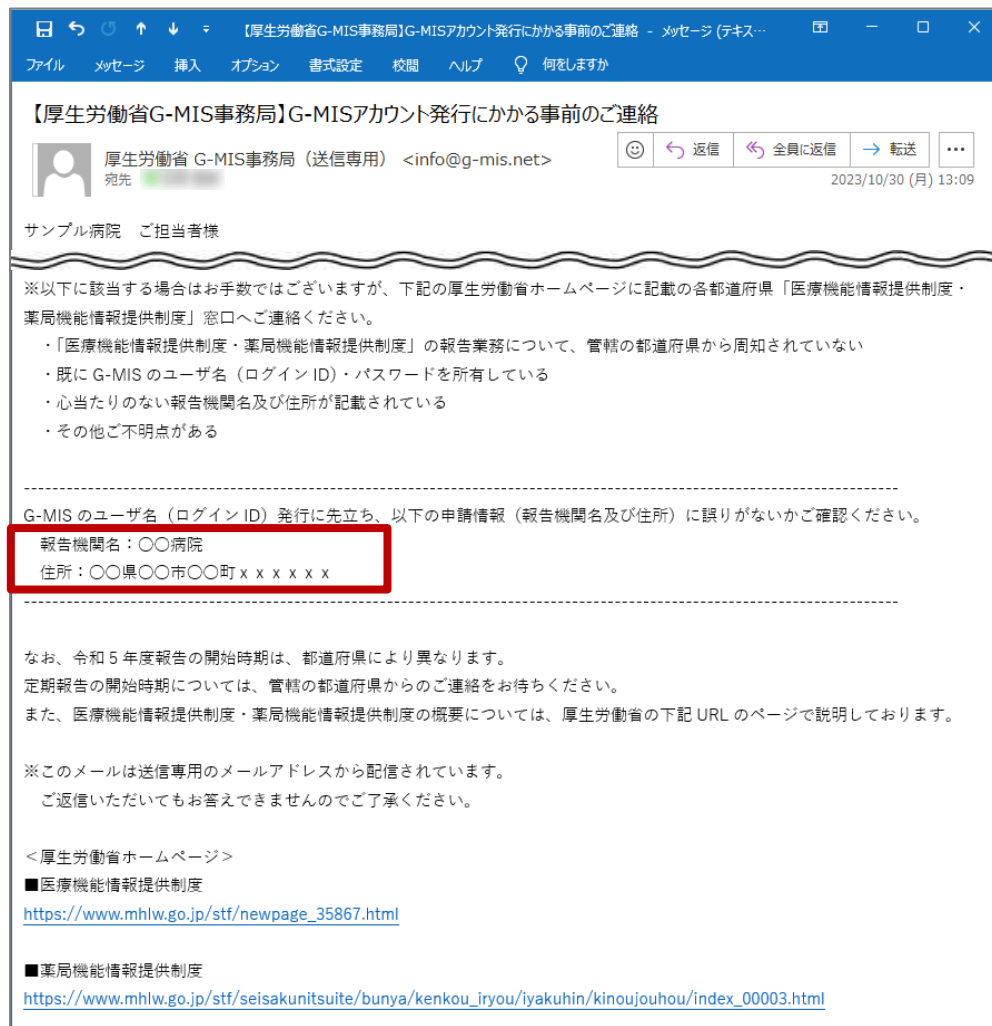 【厚生労働省G-MIS事務局】G-MISアカウント発行にかかる事前のご連絡 - メッセージ (テキス…
ファイル メッセージ 挿入 オプション 書式設定 校閲 ヘルプ 何をしますか
【厚生労働省G-MIS事務局】G-MISアカウント発行にかかる事前のご連絡
厚生労働省 G-MIS事務局（送信専用） <info@g-mis.net>
返信 全員に返信 転送 …
宛先
2023/10/30 (月) 13:09
サンプル病院　ご担当者様
※以下に該当する場合はお手数ではございますが、下記の厚生労働省ホームページに記載の各都道府県「医療機能情報提供制度・
薬局機能情報提供制度」窓口へご連絡ください。
・「医療機能情報提供制度・薬局機能情報提供制度」の報告業務について、管轄の都道府県から周知されていない
・既に G-MIS のユーザ名（ログイン ID）・パスワードを所有している
・心当たりのない報告機関名及び住所が記載されている
・その他ご不明点がある
----------------------------------------------------------------------------------------------------
G-MIS のユーザ名（ログイン ID）発行に先立ち、以下の申請情報（報告機関名及び住所）に誤りがないかご確認ください。
報告機関名：〇〇病院
住所：〇〇県〇〇市〇〇町ｘｘｘｘｘｘ
----------------------------------------------------------------------------------------------------
なお、令和５年度報告の開始時期は、都道府県により異なります。
定期報告の開始時期については、管轄の都道府県からのご連絡をお待ちください。
また、医療機能情報提供制度・薬局機能情報提供制度の概要については、厚生労働省の下記 URL のページで説明しております。
※このメールは送信専用のメールアドレスから配信されています。
ご返信いただいてもお答えできませんのでご了承ください。
＜厚生労働省ホームページ＞
■医療機能情報提供制度
https://www.mhlw.go.jp/stf/newpage_35867.html
■薬局機能情報提供制度
https://www.mhlw.go.jp/stf/seisakunitsuite/bunya/kenkou_iryou/iyakuhin/kinoujouhou/index_00003.html